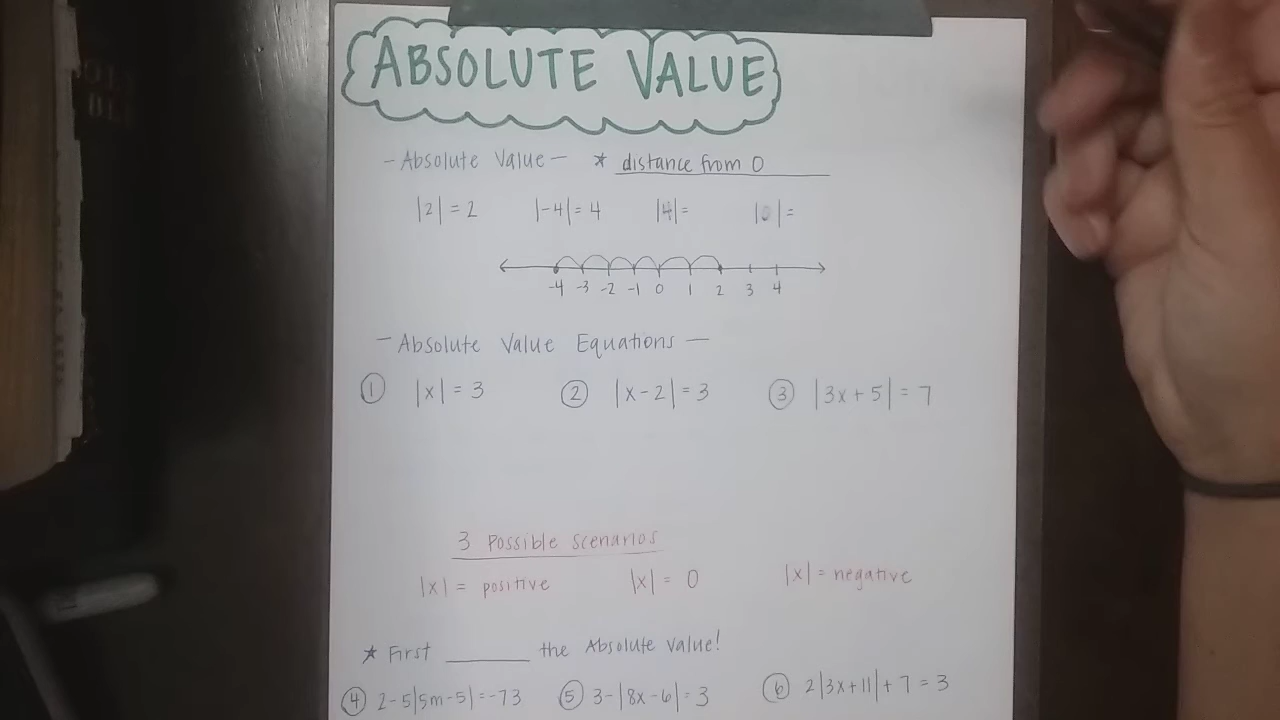 ABSOLUTE VALUE
- Absolute Value - * distance from 0
|2| = 2 |-4| = 4 |4| = |0| =
-4 -3 -2 -1 0 1 2 3 4
- Absolute Value Equations -
① |x| = 3 ② |x-2| = 3 ③ |3x+5| = 7
3 Possible Scenarios
|x| = positive |x| = 0 |x| = negative
* First ______ the Absolute Value!
④ 2-5|5m-5| = -73 ⑤ 3-|8x-6| = 3 ⑥ 2|3x+11| + 7 = 3